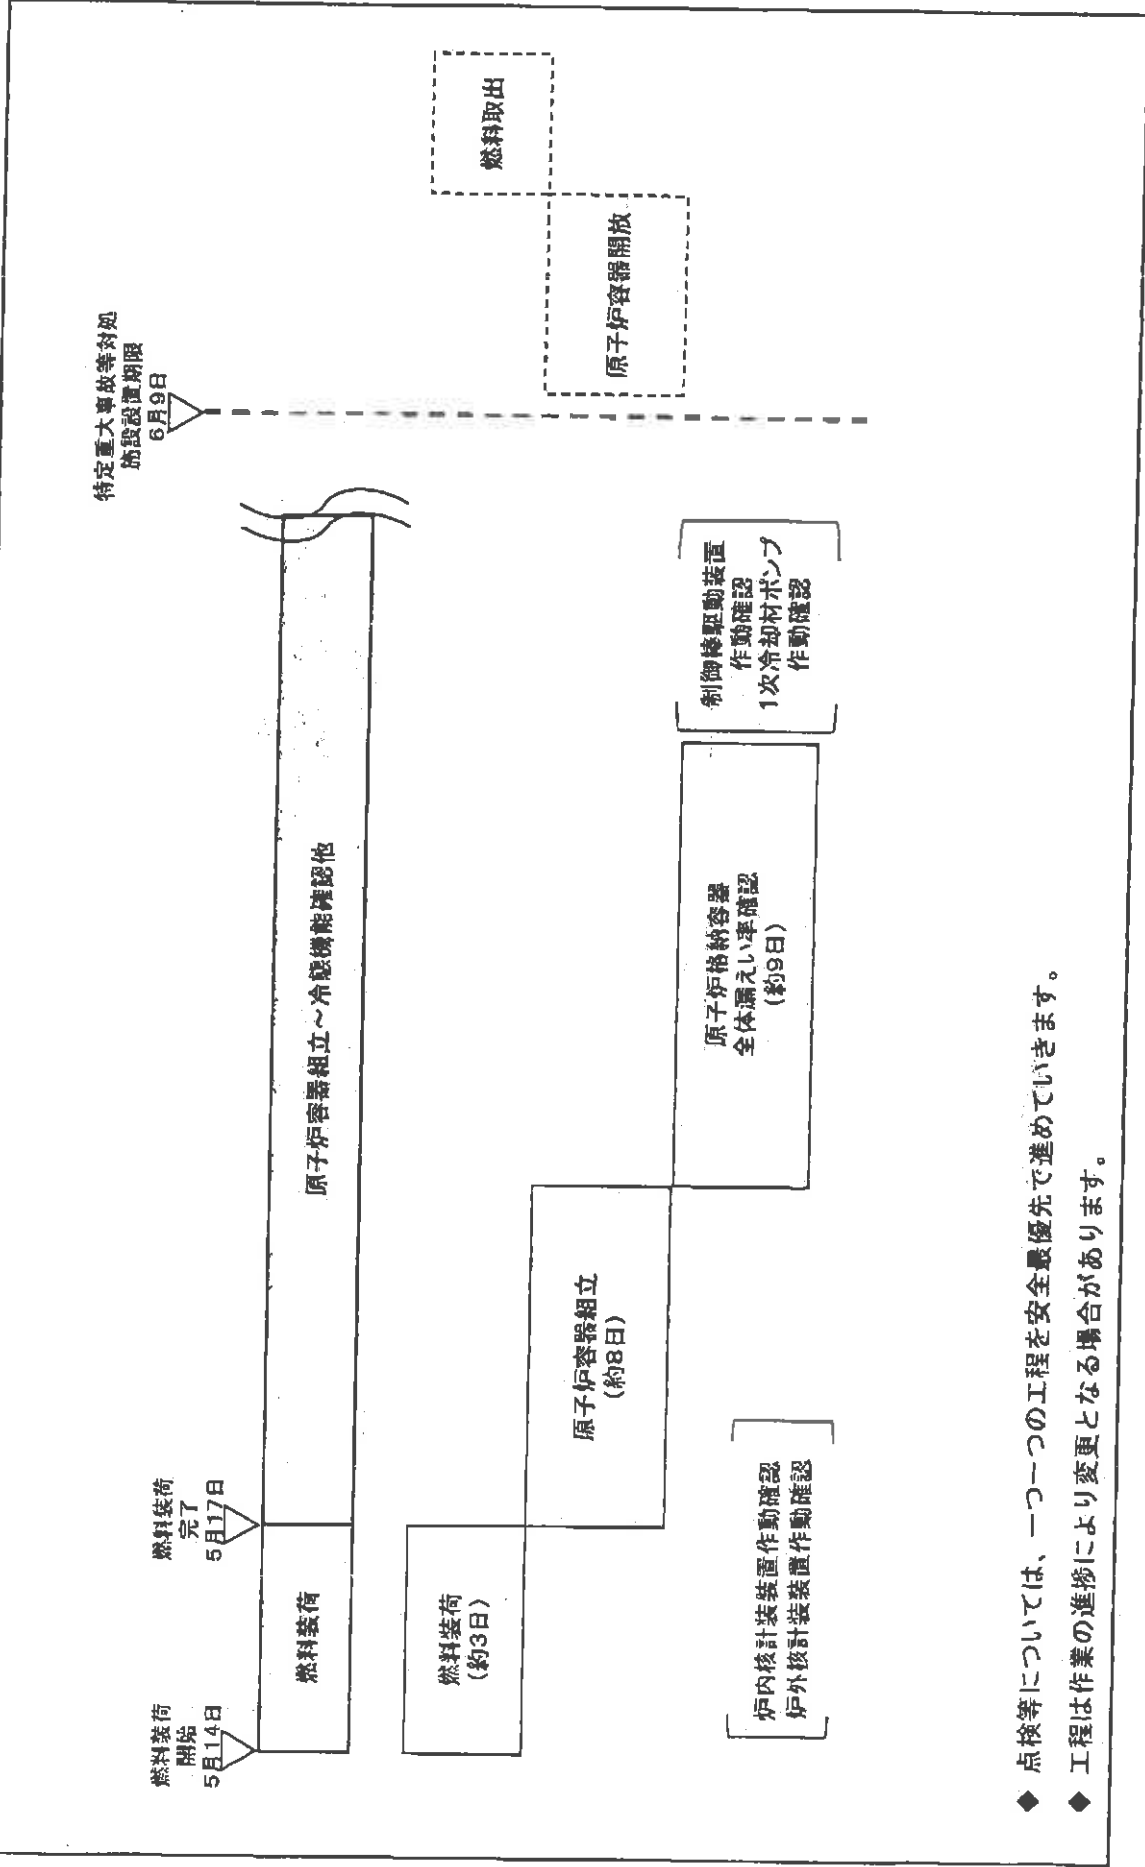 燃料装荷
開始
5月14日
燃料装荷
完了
5月17日
特定重大事故等対処
施設設置期限
6月9日
燃料装荷
原子炉容器組立～冷態機能確認他
燃料装荷
(約3日)
原子炉容器組立
(約8日)
原子炉格納容器
全体漏えい率確認
(約9日)
炉内核計装装置作動確認
炉外核計装装置作動確認
制御棒駆動装置
作動確認
1次冷却材ポンプ
作動確認
原子炉容器開放
燃料取出
◆ 点検等については、一つ一つの工程を安全最優先で進めていきます。
◆ 工程は作業の進捗により変更となる場合があります。